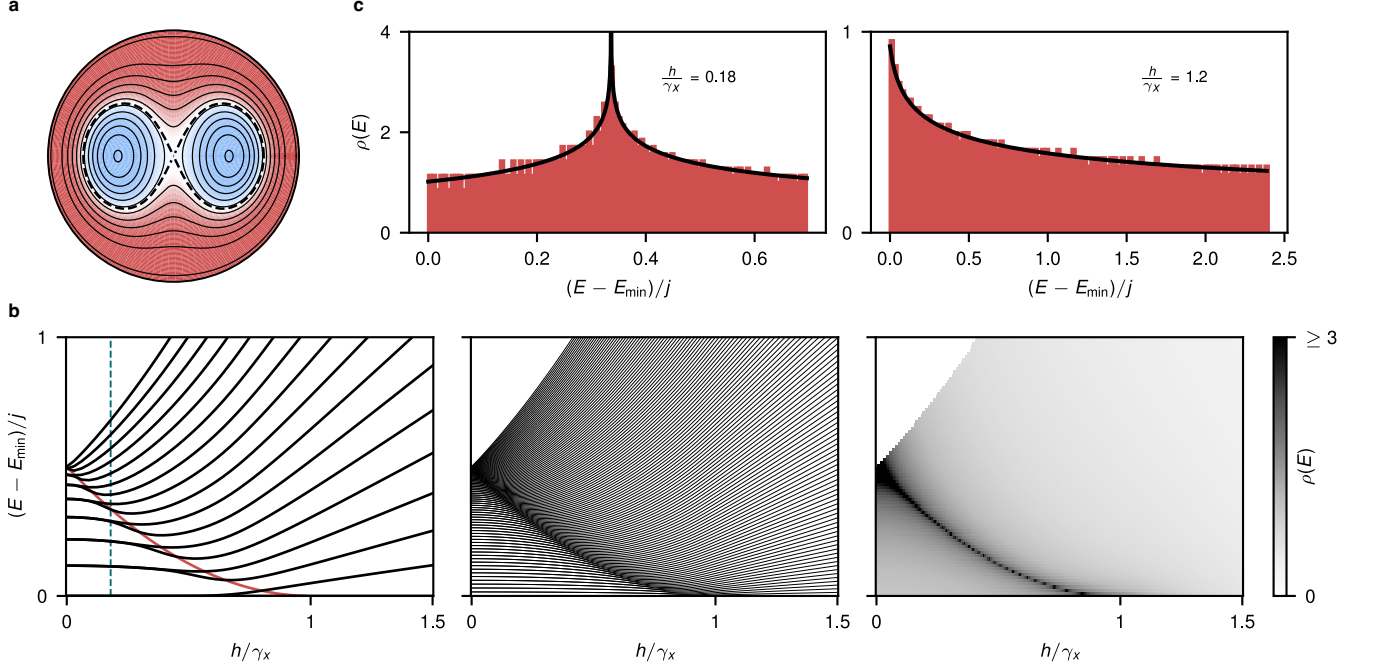 a
c
4
2
0
ρ(E)
h/γx = 0.18
0.0 0.2 0.4 0.6
(E − Emin)/j
1
0
h/γx = 1.2
0.0 0.5 1.0 1.5 2.0 2.5
(E − Emin)/j
b
1
0
(E − Emin)/j
0 1 1.5
h/γx
0 1 1.5
h/γx
0 1 1.5
h/γx
≥ 3
0
ρ(E)